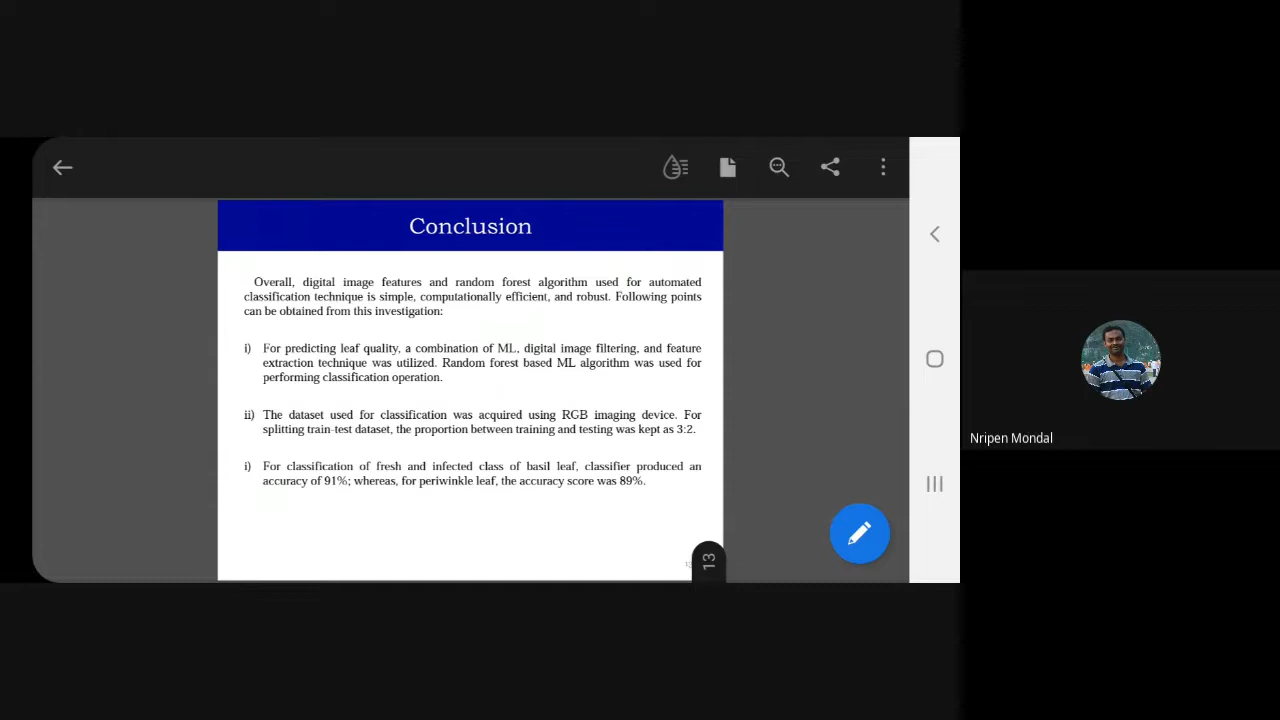 Conclusion
Overall, digital image features and random forest algorithm used for automated
classification technique is simple, computationally efficient, and robust. Following points
can be obtained from this investigation:
i) For predicting leaf quality, a combination of ML, digital image filtering, and feature
extraction technique was utilized. Random forest based ML algorithm was used for
performing classification operation.
ii) The dataset used for classification was acquired using RGB imaging device. For
splitting train-test dataset, the proportion between training and testing was kept as 3:2.
i) For classification of fresh and infected class of basil leaf, classifier produced an
accuracy of 91%; whereas, for periwinkle leaf, the accuracy score was 89%.
13
Nripen Mondal